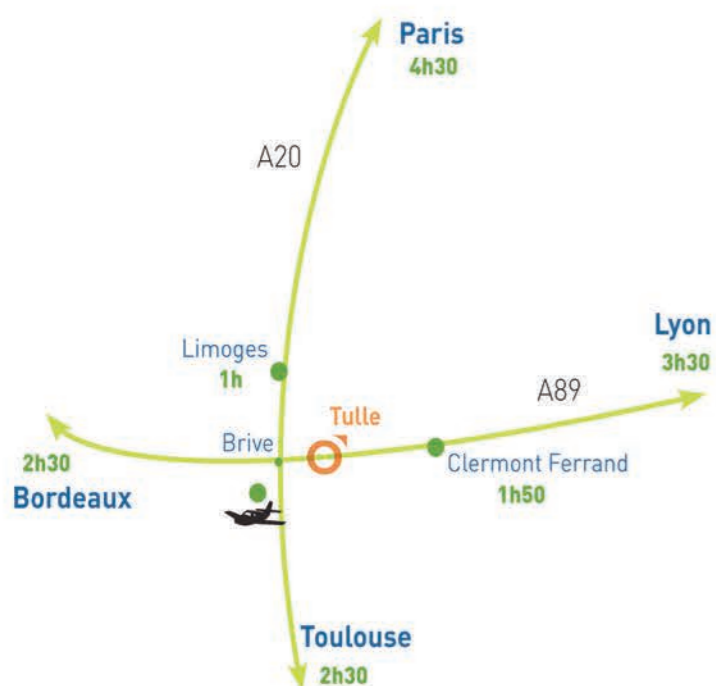 Paris
4h30
A20
Lyon
3h30
Limoges
1h
A89
Tulle
Brive
2h30
Bordeaux
Clermont Ferrand
1h50
Toulouse
2h30